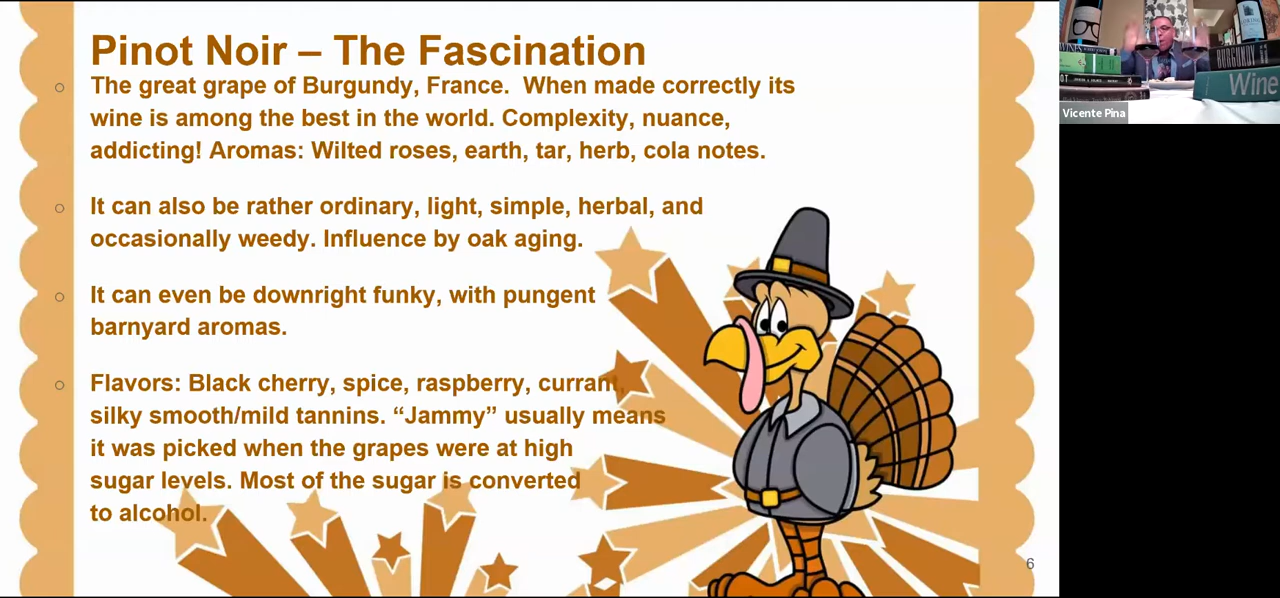 Pinot Noir – The Fascination
The great grape of Burgundy, France.  When made correctly its
wine is among the best in the world. Complexity, nuance,
addicting! Aromas: Wilted roses, earth, tar, herb, cola notes.
It can also be rather ordinary, light, simple, herbal, and
occasionally weedy. Influence by oak aging.
It can even be downright funky, with pungent
barnyard aromas.
Flavors: Black cherry, spice, raspberry, currant,
silky smooth/mild tannins. “Jammy” usually means
it was picked when the grapes were at high
sugar levels. Most of the sugar is converted
to alcohol.
6
BURGUNDY
Wine
Vicente Pina